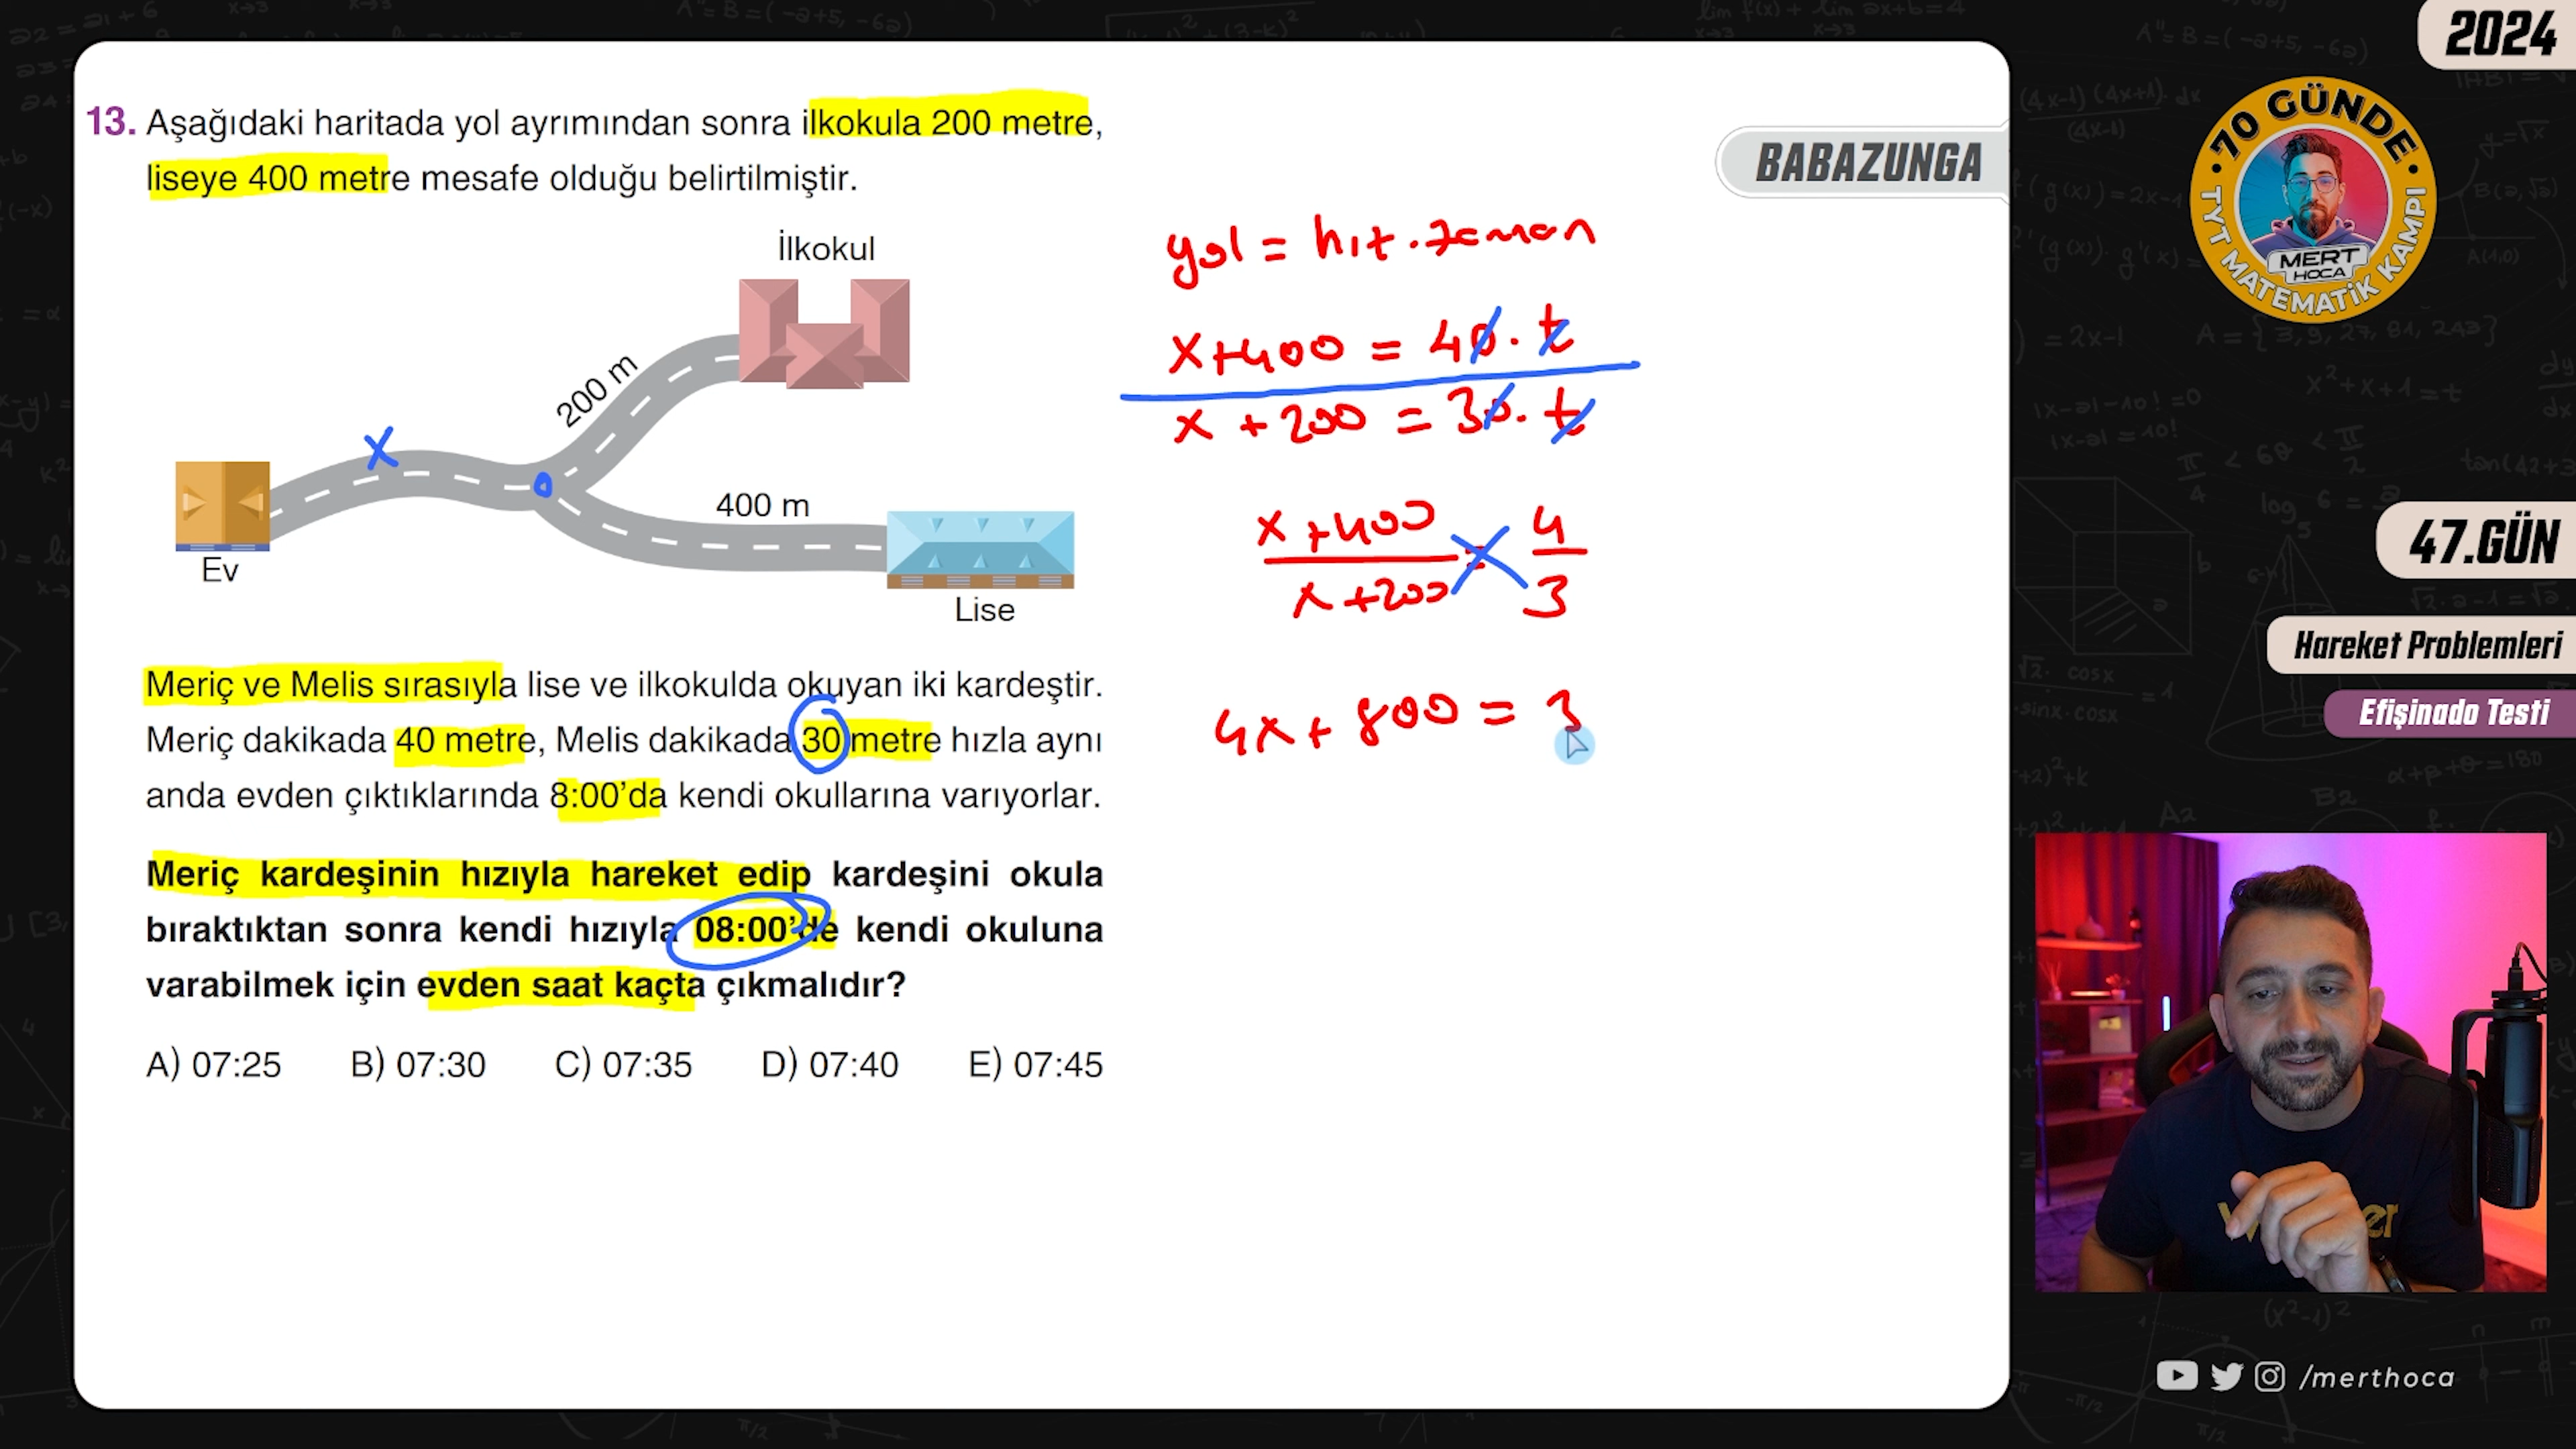 2024
70 GÜNDE
TYT MATEMATİK KAMPI
MERT
HOCA
BABAZUNGA
13. Aşağıdaki haritada yol ayrımından sonra ilkokula 200 metre,
liseye 400 metre mesafe olduğu belirtilmiştir.
İlkokul
200 m
x
400 m
Ev
Lise
yol = hız.zaman
x+400 = 40.t
x+200 = 30.t
x+400 = 4
x+200 3
4x+800 = 3
Meriç ve Melis sırasıyla lise ve ilkokulda okuyan iki kardeştir.
Meriç dakikada 40 metre, Melis dakikada 30 metre hızla aynı
anda evden çıktıklarında 8:00’da kendi okullarına varıyorlar.
Meriç kardeşinin hızıyla hareket edip kardeşini okula
bıraktıktan sonra kendi hızıyla 08:00’de kendi okuluna
varabilmek için evden saat kaçta çıkmalıdır?
A) 07:25 B) 07:30 C) 07:35 D) 07:40 E) 07:45
47.GÜN
Hareket Problemleri
Efişinado Testi
/merthoca